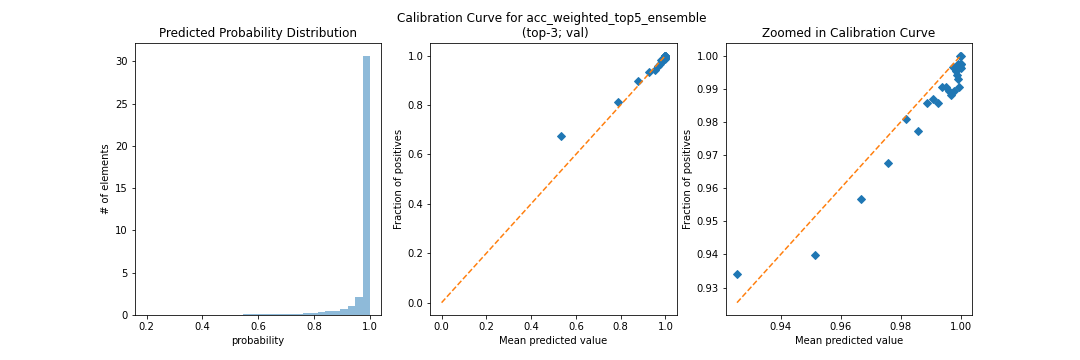 Predicted Probability Distribution
# of elements
30
25
20
15
10
5
0
0.2 0.4 0.6 0.8 1.0
probability
Calibration Curve for acc_weighted_top5_ensemble
(top-3; val)
Fraction of positives
1.0
0.8
0.6
0.4
0.2
0.0
0.0 0.2 0.4 0.6 0.8 1.0
Mean predicted value
Zoomed in Calibration Curve
Fraction of positives
1.00
0.99
0.98
0.97
0.96
0.95
0.94
0.93
0.94 0.96 0.98 1.00
Mean predicted value